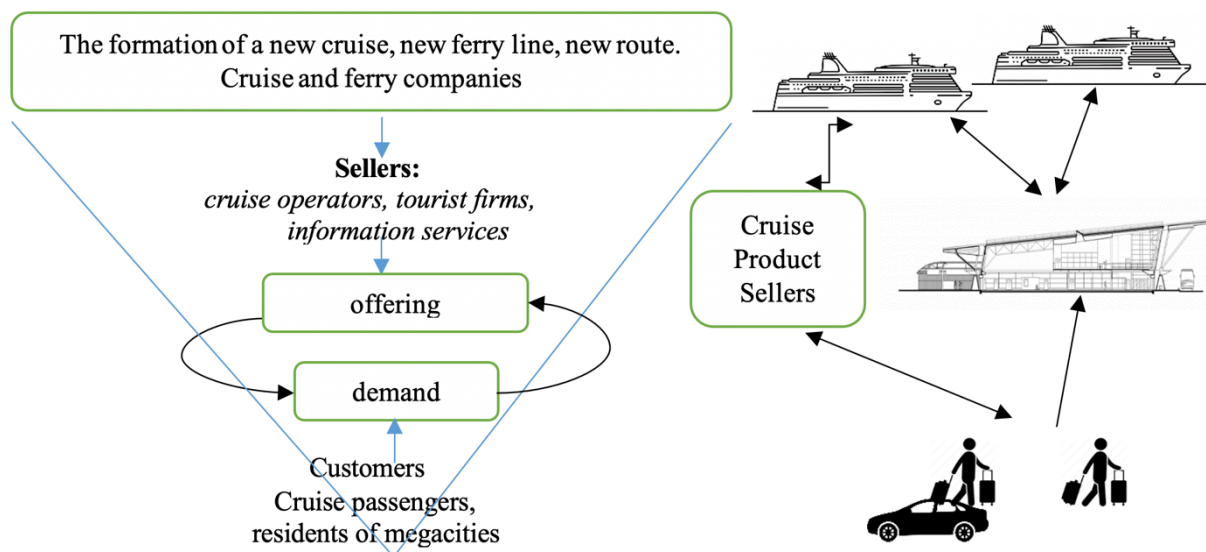 The formation of a new cruise, new ferry line, new route.
Cruise and ferry companies
Sellers:
cruise operators, tourist firms,
information services
offering
demand
Customers
Cruise passengers,
residents of megacities
Cruise
Product
Sellers